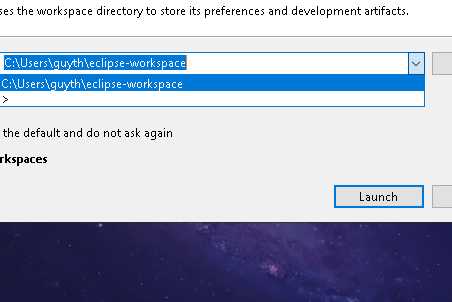 ses the workspace directory to store its preferences and development artifacts.
C:\Users\guyth\eclipse-workspace
C:\Users\guyth\eclipse-workspace
>
the default and do not ask again
rkspaces
Launch